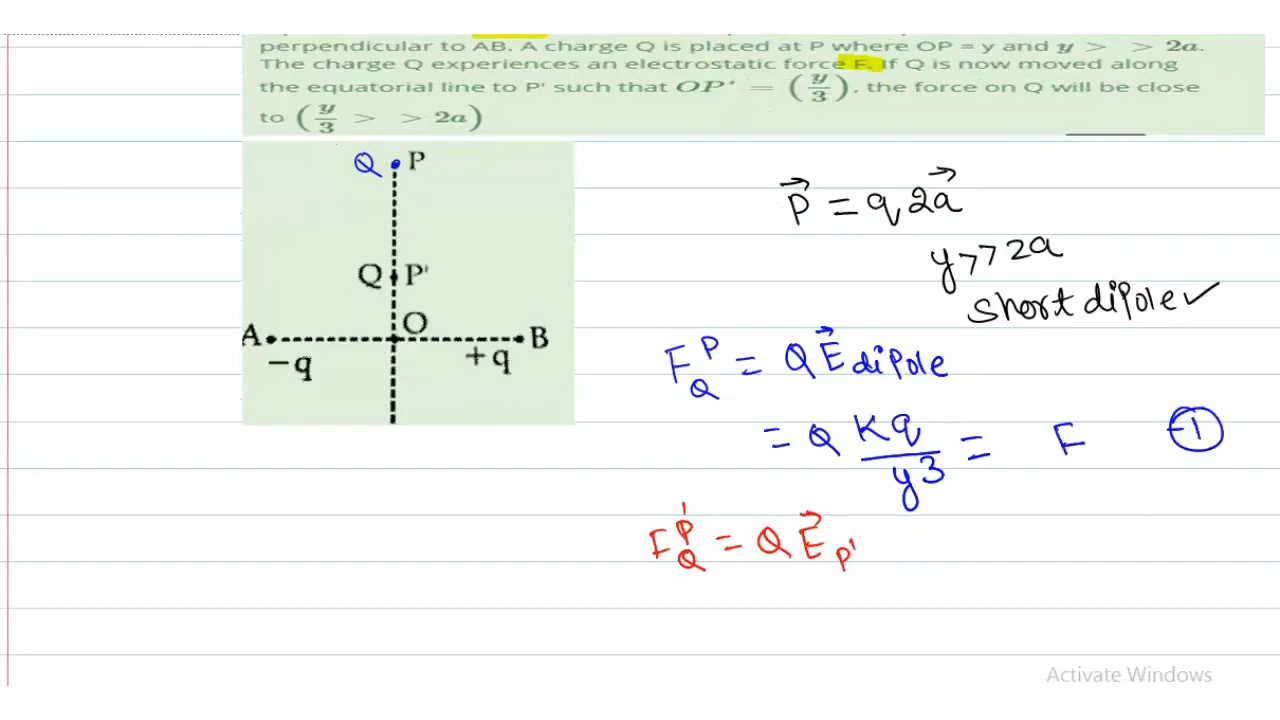 perpendicular to AB. A charge Q is placed at P where OP = y and y > > 2a.
The charge Q experiences an electrostatic force F. If Q is now moved along
the equatorial line to P' such that OP' = (y/3), the force on Q will be close
to (y/3 > > 2a)
Q P
Q P'
O
A B
-q +q
P⃗ = q 2a⃗
y >> 2a
short dipole ✓
F_Q^P = Q E⃗ dipole
= Q Kq/y3 = F ①
F_Q^P' = Q E⃗ P'
Activate Windows